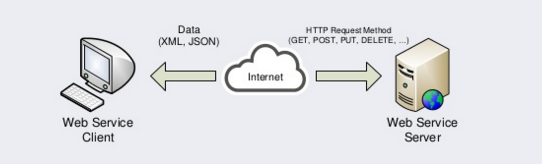 Data
(XML, JSON)
HTTP Request Method
(GET, POST, PUT, DELETE, ...)
Internet
Web Service
Client
Web Service
Server